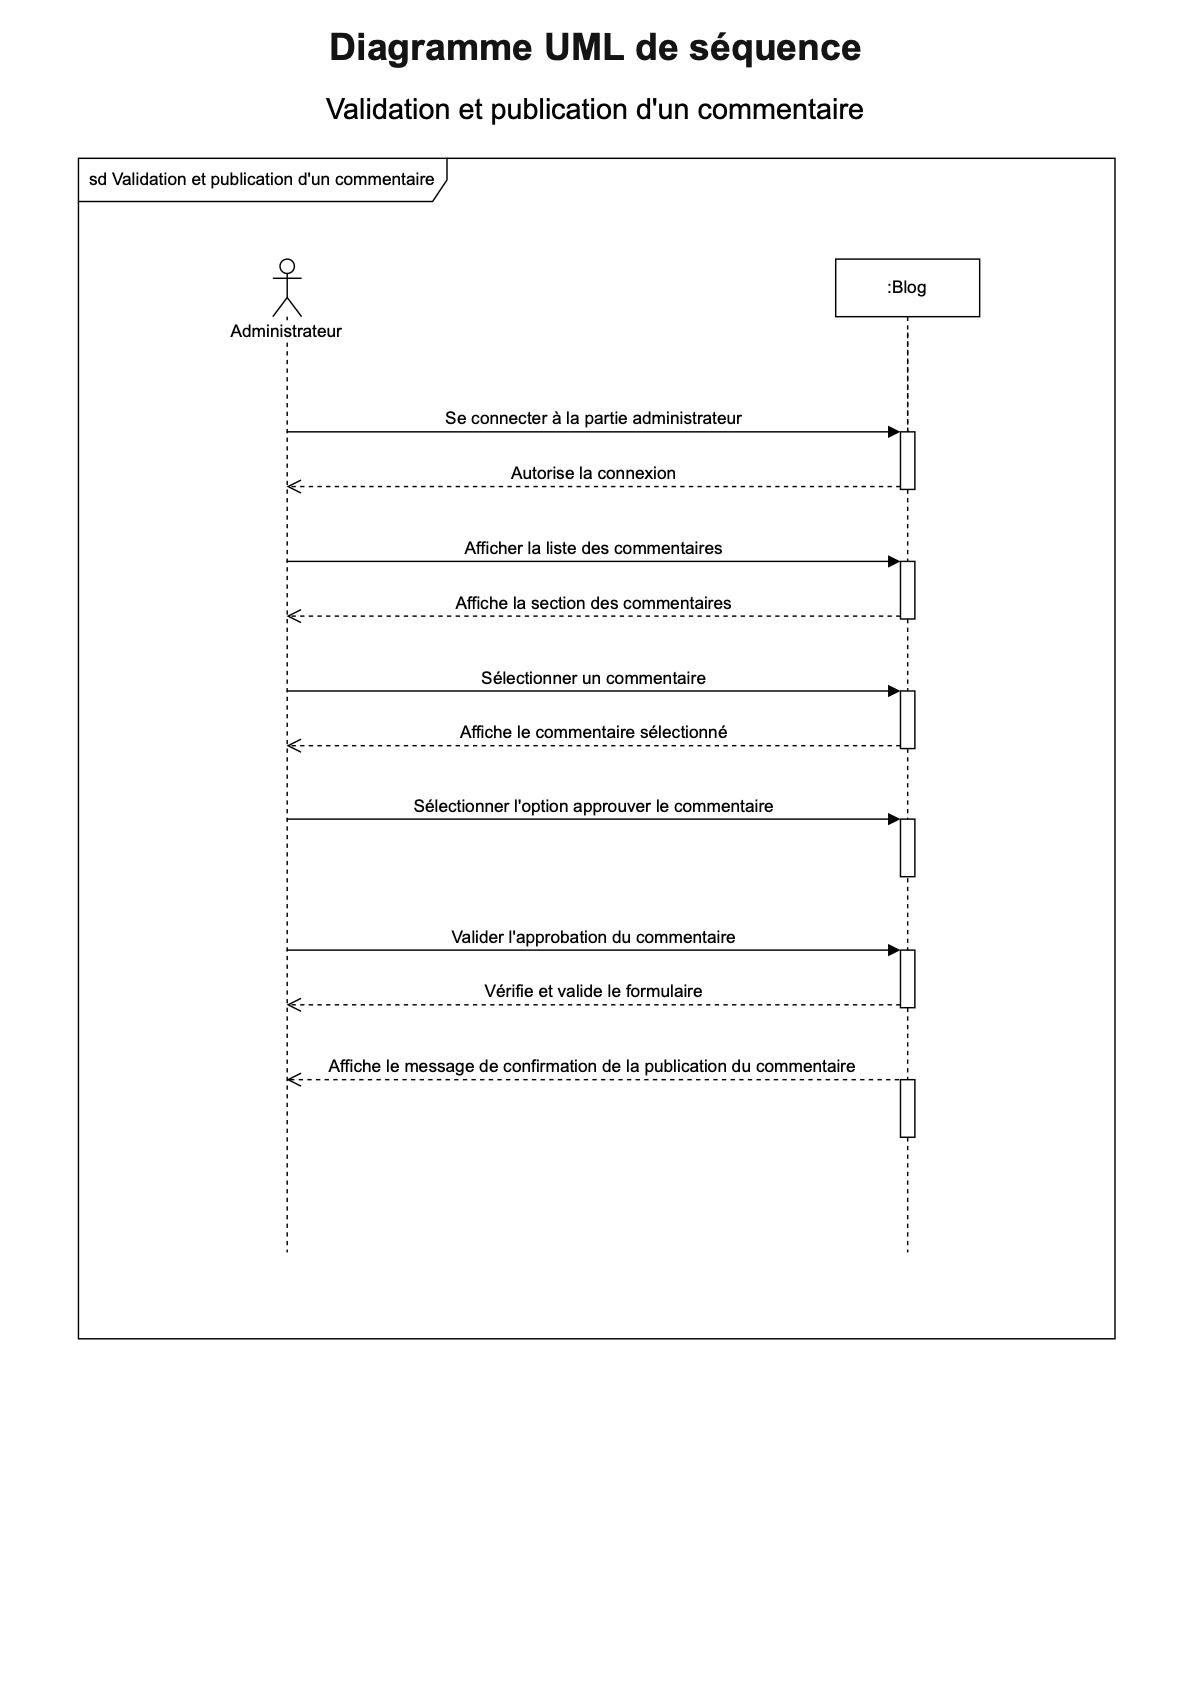 Diagramme UML de séquence
Validation et publication d'un commentaire
sd Validation et publication d'un commentaire
:Blog
Administrateur
Se connecter à la partie administrateur
Autorise la connexion
Afficher la liste des commentaires
Affiche la section des commentaires
Sélectionner un commentaire
Affiche le commentaire sélectionné
Sélectionner l'option approuver le commentaire
Valider l'approbation du commentaire
Vérifie et valide le formulaire
Affiche le message de confirmation de la publication du commentaire